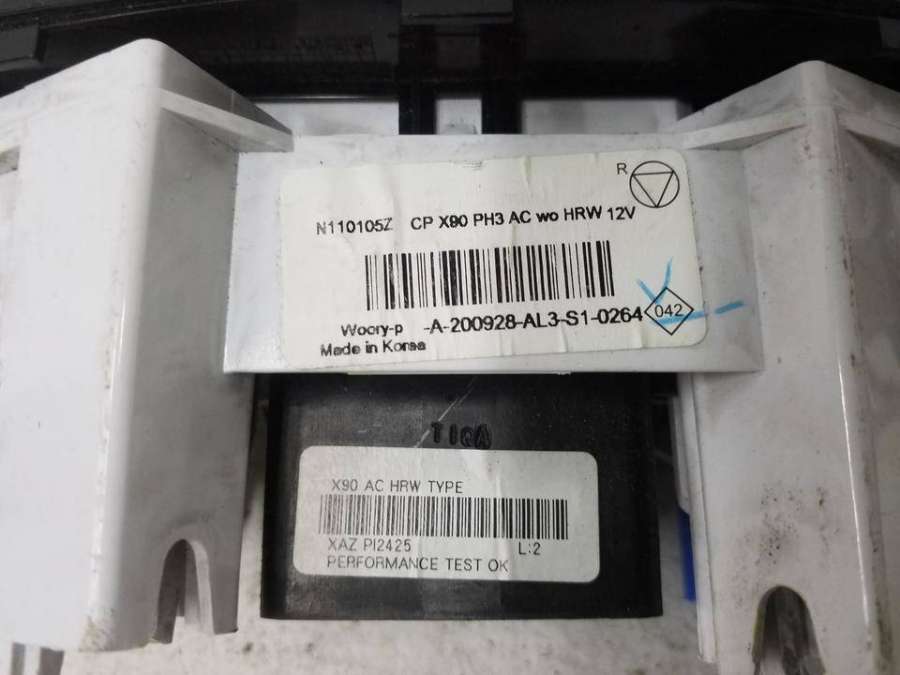 R
N110105Z CP X90 PH3 AC wo HRW 12V
Woory-p -A-200928-AL3-S1-0264 042
Made in Korea
T1QA
X90 AC HRW TYPE
XAZ PI2425 L:2
PERFORMANCE TEST OK